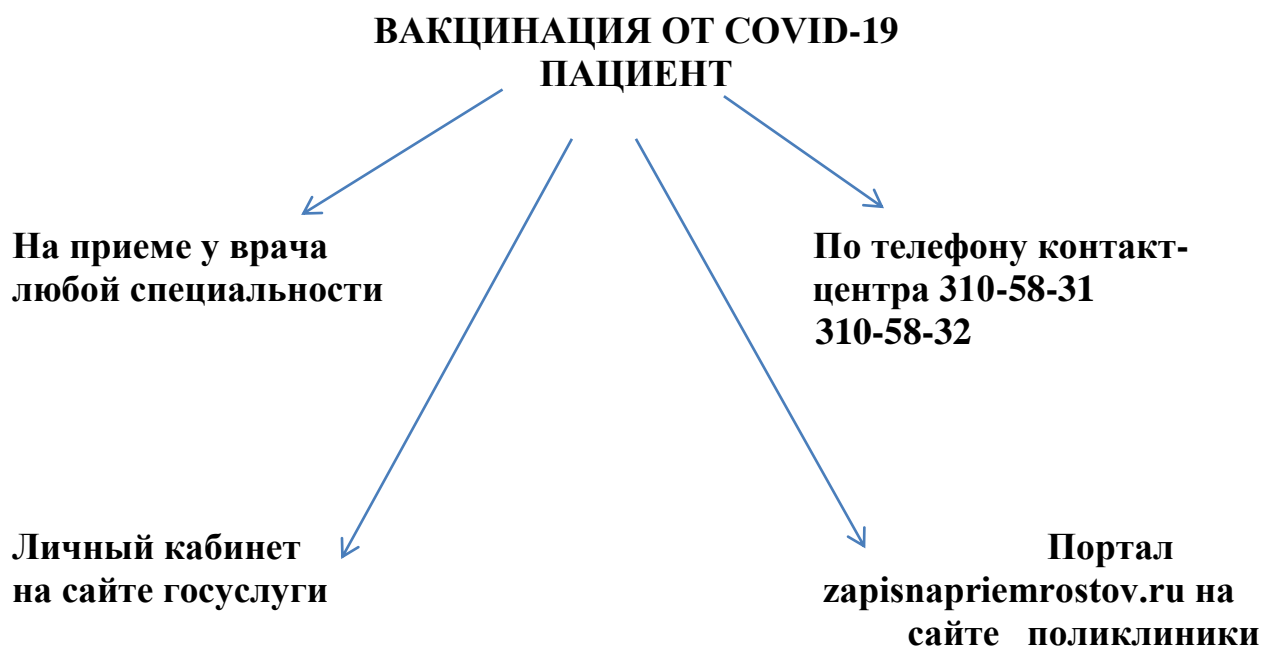 ВАКЦИНАЦИЯ ОТ COVID-19
ПАЦИЕНТ
На приеме у врача
любой специальности
По телефону контакт-
центра 310-58-31
310-58-32
Личный кабинет
на сайте госуслуги
Портал
zapisnapriemrostov.ru на
сайте поликлиники